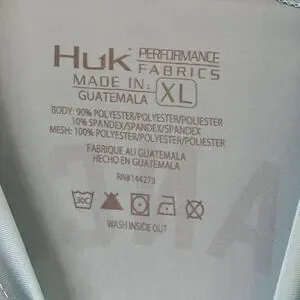 Huk PERFORMANCE FABRICS
MADE IN: GUATEMALA XL
BODY: 90% POLYESTER/POLYESTER/POLIESTER
10% SPANDEX/SPANDEX/SPANDEX
MESH: 100% POLYESTER/POLYESTER/POLIESTER
FABRIQUE AU GUATEMALA
HECHO EN GUATEMALA
RN#144273
30C
WASH INSIDE OUT